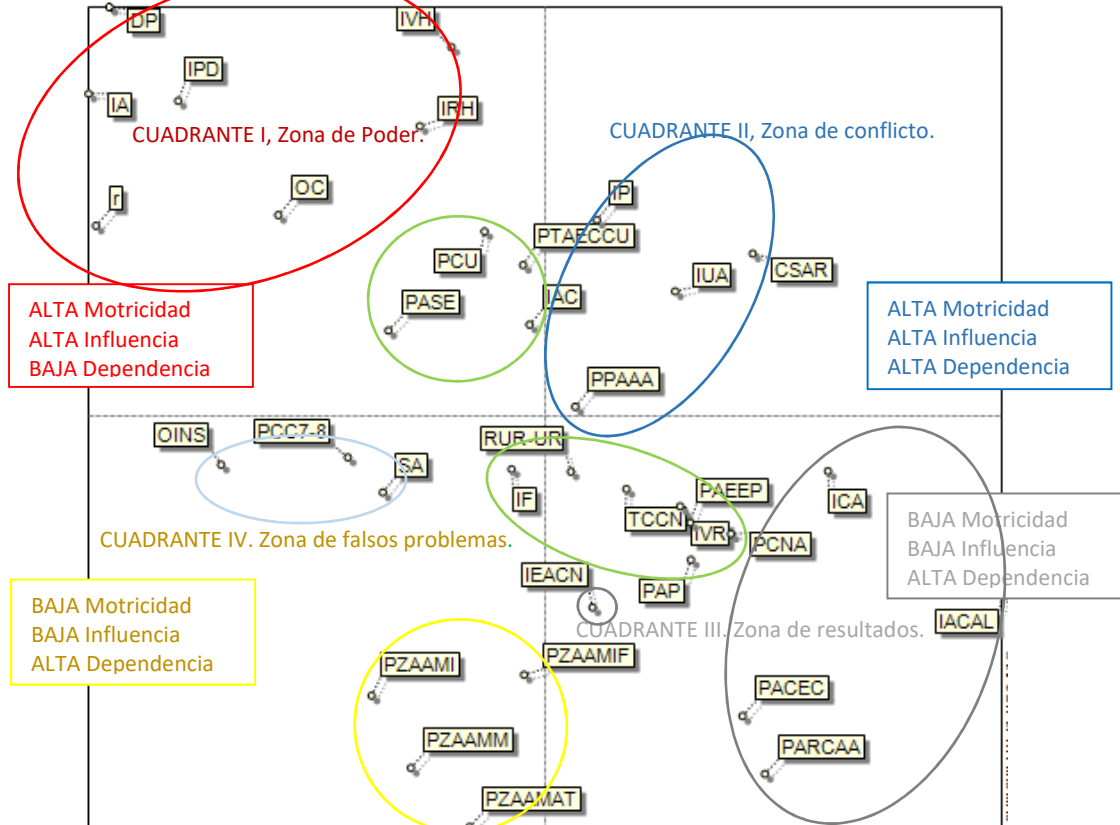 DP
IVH
IPD
IA
IRH
CUADRANTE I, Zona de Poder.
CUADRANTE II, Zona de conflicto.
r
OC
IP
PTAECCU
PCU
IUA
CSAR
PASE
IAC
ALTA Motricidad
ALTA Influencia
BAJA Dependencia
ALTA Motricidad
ALTA Influencia
ALTA Dependencia
PPAAA
OINS
PCC7-8
RUR-UR
SA
IF
PAEEP
ICA
TCCN
IVR
PCNA
CUADRANTE IV. Zona de falsos problemas.
BAJA Motricidad
BAJA Influencia
ALTA Dependencia
IEACN
PAP
BAJA Motricidad
BAJA Influencia
ALTA Dependencia
CUADRANTE III. Zona de resultados.
IACAL
PZAAMI
PZAAMIF
PACEC
PZAAMM
PARCAA
PZAAMAT